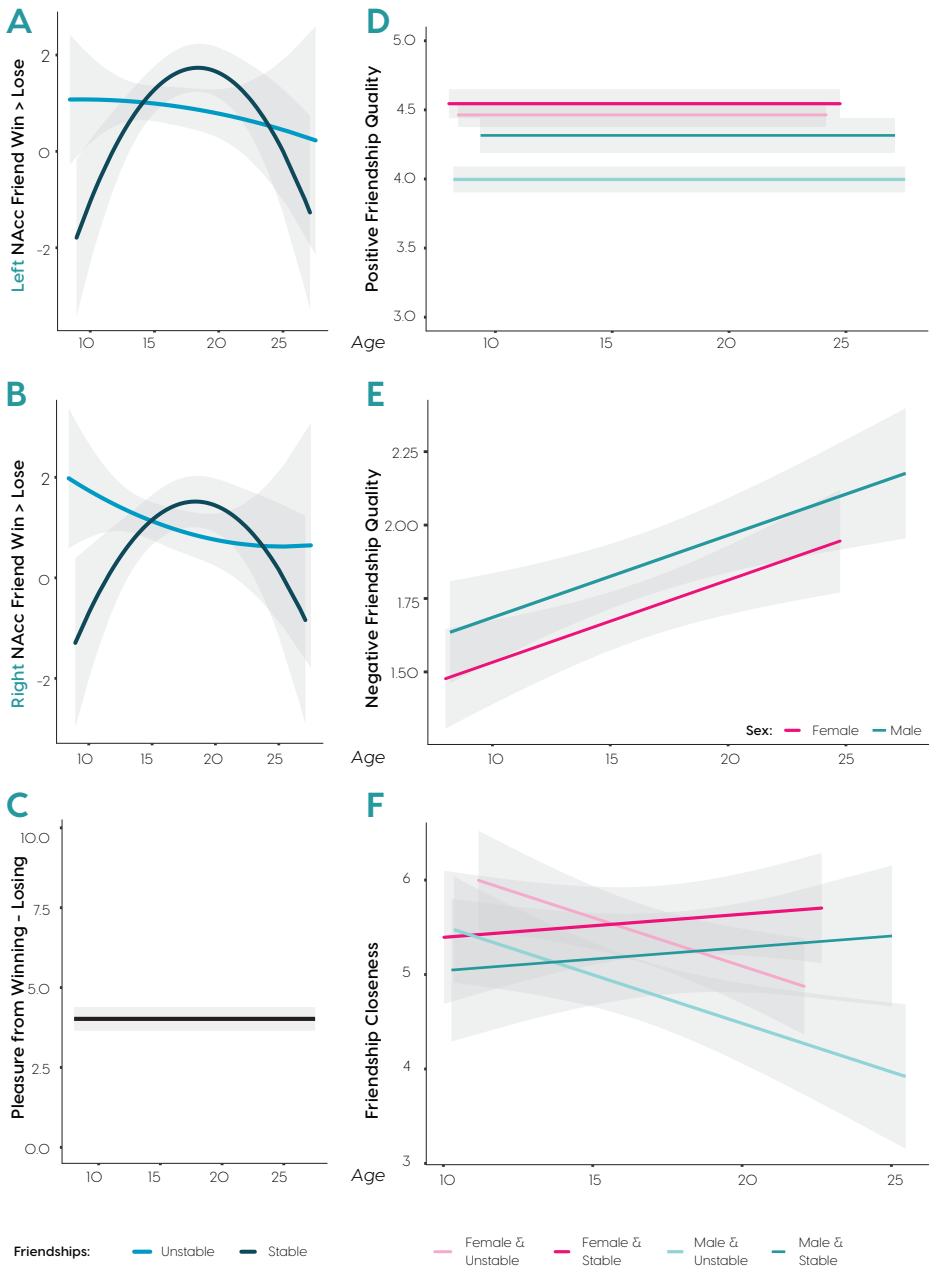 A
Left NAcc Friend Win > Lose
2
0
-2
10 15 20 25
Age
D
Positive Friendship Quality
5.0
4.5
4.0
3.5
3.0
10 15 20 25
B
Right NAcc Friend Win > Lose
2
0
-2
10 15 20 25
Age
E
Negative Friendship Quality
2.25
2.00
1.75
1.50
Sex: Female Male
10 15 20 25
C
Pleasure from Winning - Losing
10.0
7.5
5.0
2.5
0.0
10 15 20 25
Age
F
Friendship Closeness
6
5
4
3
10 15 20 25
Friendships: Unstable Stable
Female &
Unstable
Female &
Stable
Male &
Unstable
Male &
Stable